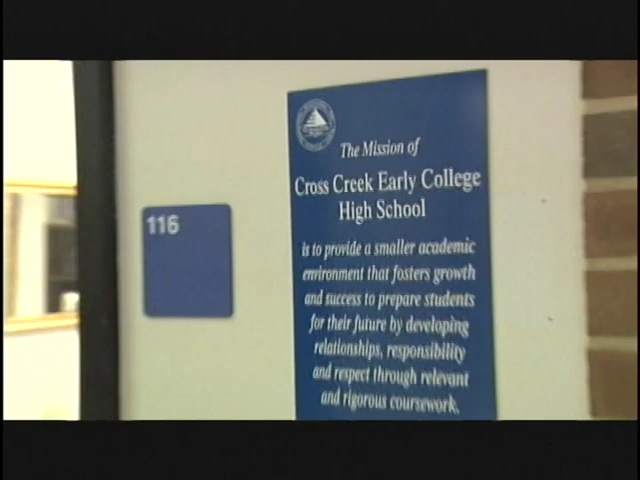 116
The Mission of
Cross Creek Early College
High School
is to provide a smaller academic
environment that fosters growth
and success to prepare students
for their future by developing
relationships, responsibility
and respect through relevant
and rigorous coursework.